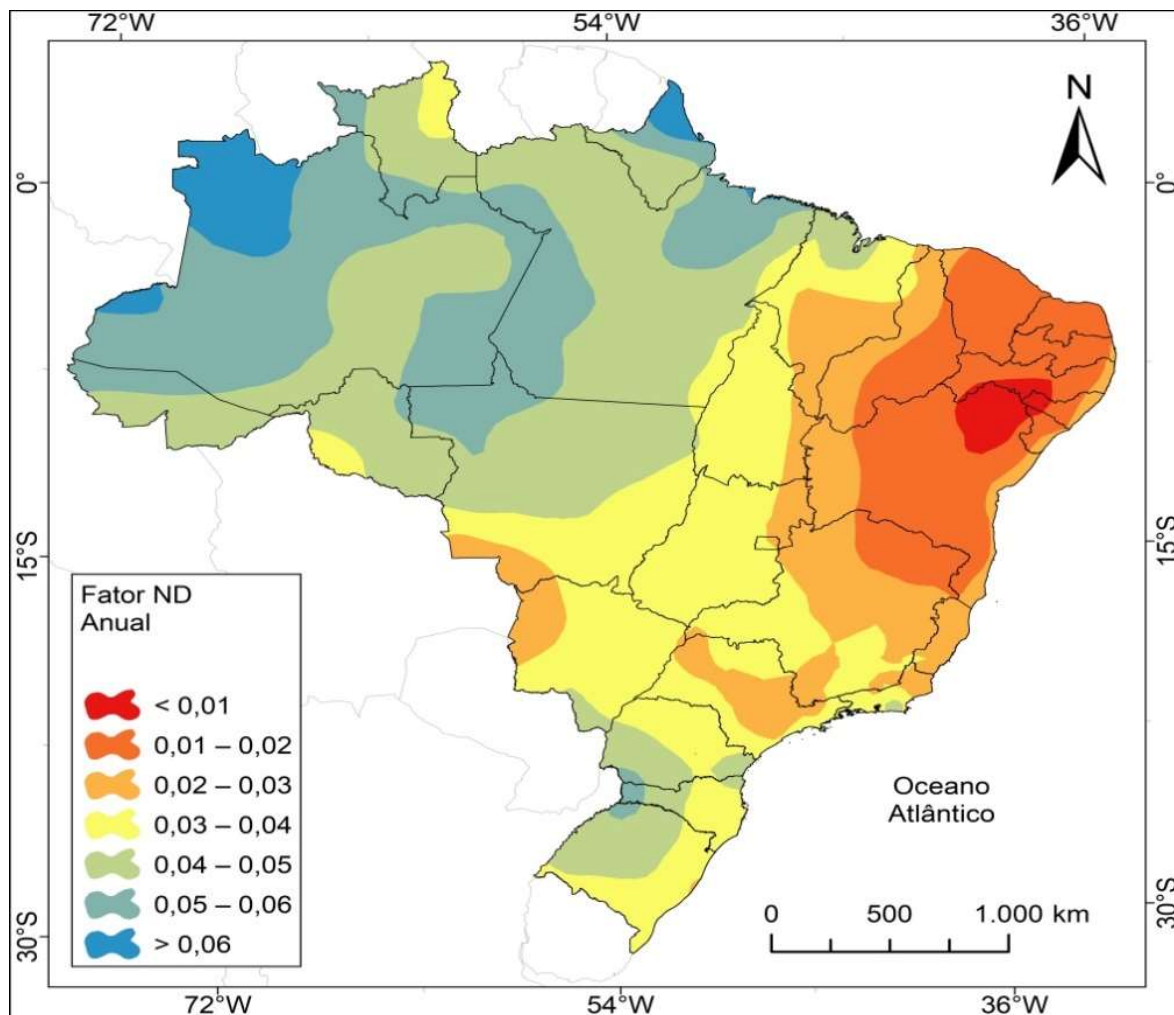 72°W 54°W 36°W
N
0° 0°
15°S 15°S
Fator ND
Anual
< 0,01
0,01 – 0,02
0,02 – 0,03
0,03 – 0,04
0,04 – 0,05
0,05 – 0,06
> 0,06
Oceano
Atlântico
0 500 1.000 km
30°S 30°S
72°W 54°W 36°W